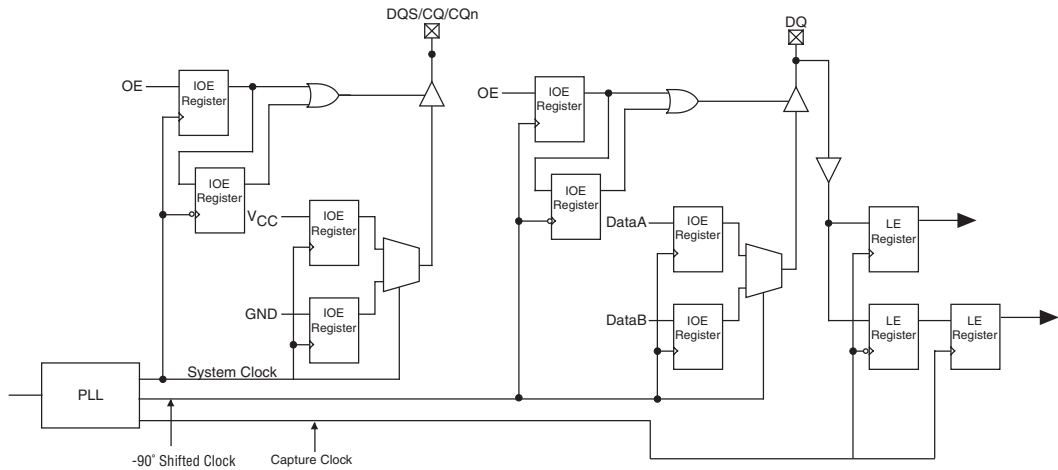 DQS/CQ/CQn
DQ
OE
IOE
Register
OE
IOE
Register
IOE
Register
IOE
Register
VCC
IOE
Register
DataA
IOE
Register
LE
Register
GND
IOE
Register
DataB
IOE
Register
LE
Register
LE
Register
PLL
System Clock
-90° Shifted Clock
Capture Clock